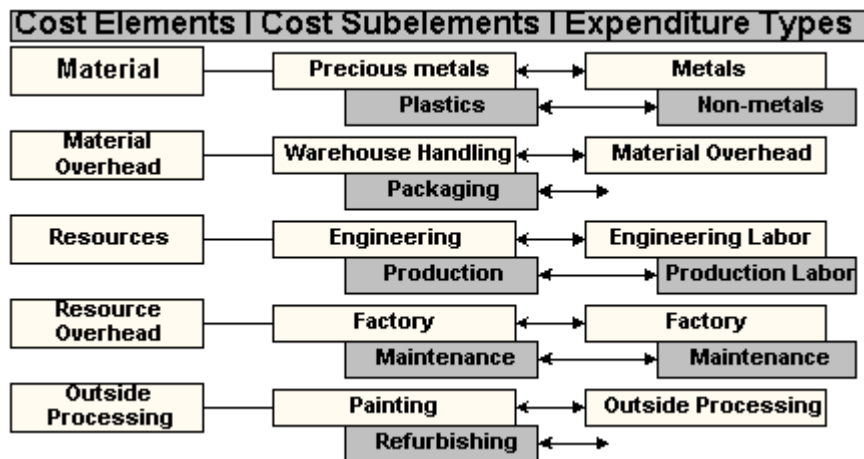 Cost Elements | Cost Subelements | Expenditure Types
Material
Precious metals
Metals
Plastics
Non-metals
Material
Overhead
Warehouse Handling
Material Overhead
Packaging
Resources
Engineering
Engineering Labor
Production
Production Labor
Resource
Overhead
Factory
Factory
Maintenance
Maintenance
Outside
Processing
Painting
Outside Processing
Refurbishing